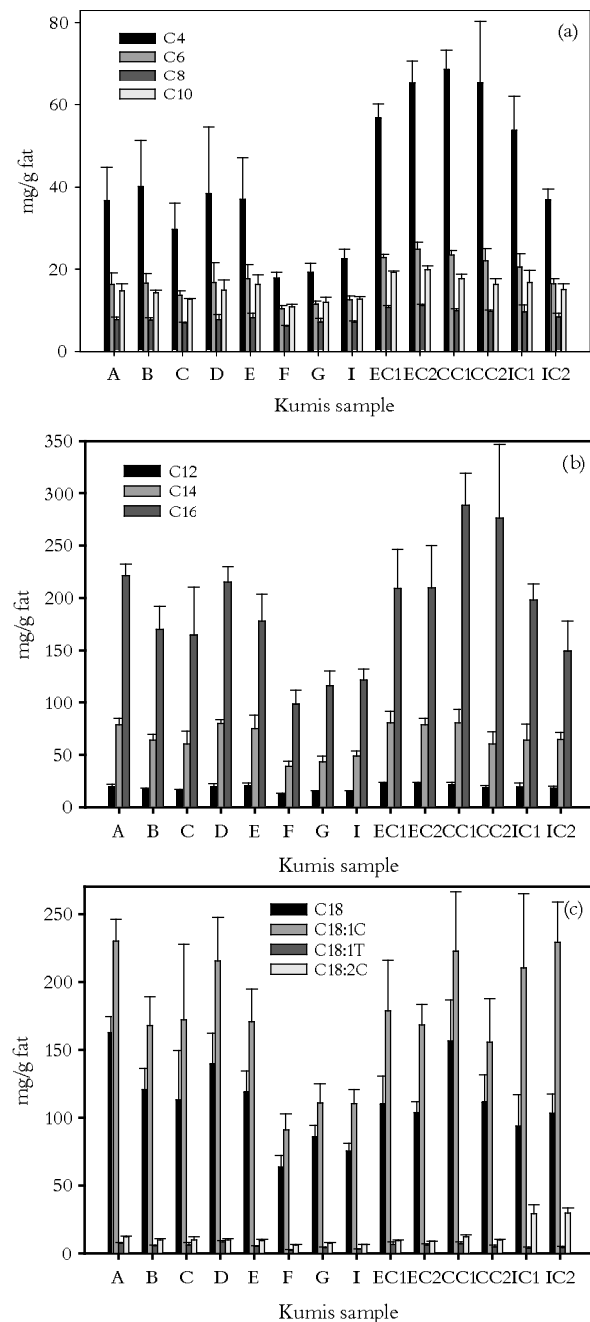 80
60
40
20
0
mg/g fat
(a)
C4
C6
C8
C10
A B C D E F G I EC1 EC2 CC1 CC2 IC1 IC2
Kumis sample
350
300
250
200
150
100
50
0
mg/g fat
(b)
C12
C14
C16
A B C D E F G I EC1 EC2 CC1 CC2 IC1 IC2
Kumis sample
250
200
150
100
50
0
mg/g fat
(c)
C18
C18:1C
C18:1T
C18:2C
A B C D E F G I EC1 EC2 CC1 CC2 IC1 IC2
Kumis sample